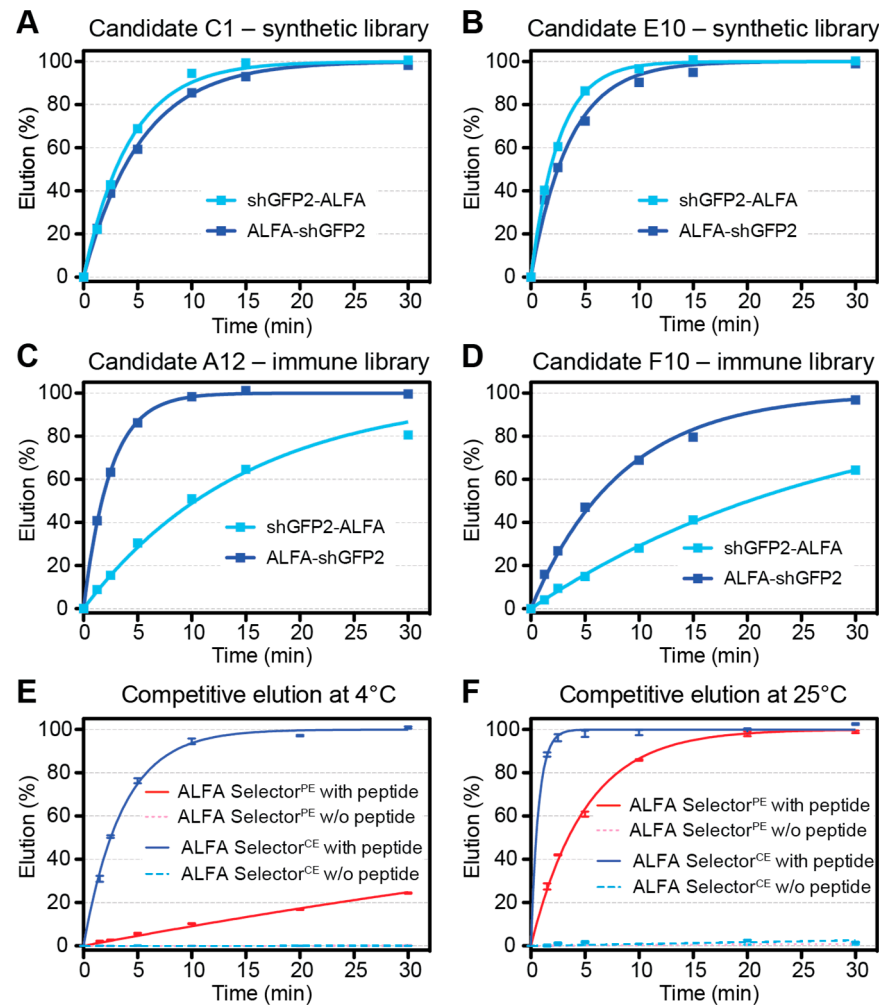 A
Candidate C1 – synthetic library
Elution (%)
100
80
60
40
20
0
shGFP2-ALFA
ALFA-shGFP2
0 5 10 15 20 25 30
Time (min)
B
Candidate E10 – synthetic library
Elution (%)
100
80
60
40
20
0
shGFP2-ALFA
ALFA-shGFP2
0 5 10 15 20 25 30
Time (min)
C
Candidate A12 – immune library
Elution (%)
100
80
60
40
20
0
shGFP2-ALFA
ALFA-shGFP2
0 5 10 15 20 25 30
Time (min)
D
Candidate F10 – immune library
Elution (%)
100
80
60
40
20
0
shGFP2-ALFA
ALFA-shGFP2
0 5 10 15 20 25 30
Time (min)
E
Competitive elution at 4°C
Elution (%)
100
80
60
40
20
0
ALFA Selector^PE with peptide
ALFA Selector^PE w/o peptide
ALFA Selector^CE with peptide
ALFA Selector^CE w/o peptide
0 5 10 15 20 25 30
Time (min)
F
Competitive elution at 25°C
Elution (%)
100
80
60
40
20
0
ALFA Selector^PE with peptide
ALFA Selector^PE w/o peptide
ALFA Selector^CE with peptide
ALFA Selector^CE w/o peptide
0 5 10 15 20 25 30
Time (min)